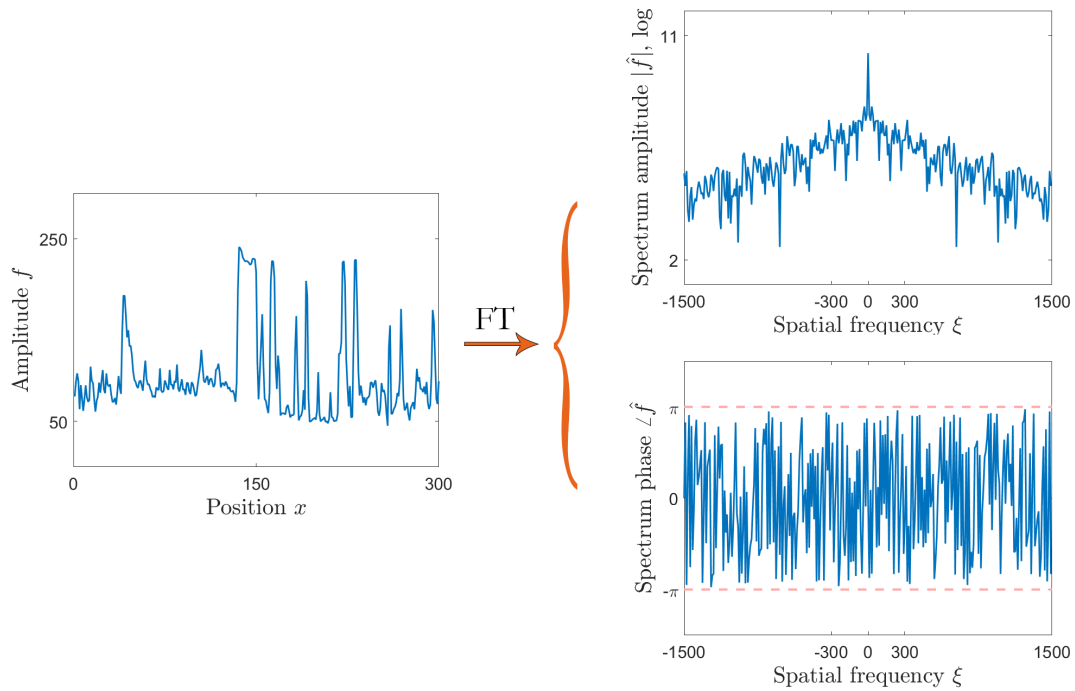 250
50
0
150
300
Amplitude f
Position x
FT
11
2
-1500
-300
0
300
1500
Spectrum amplitude |f̂|, log
Spatial frequency ξ
π
0
-π
-1500
-300
0
300
1500
Spectrum phase ∠f̂
Spatial frequency ξ